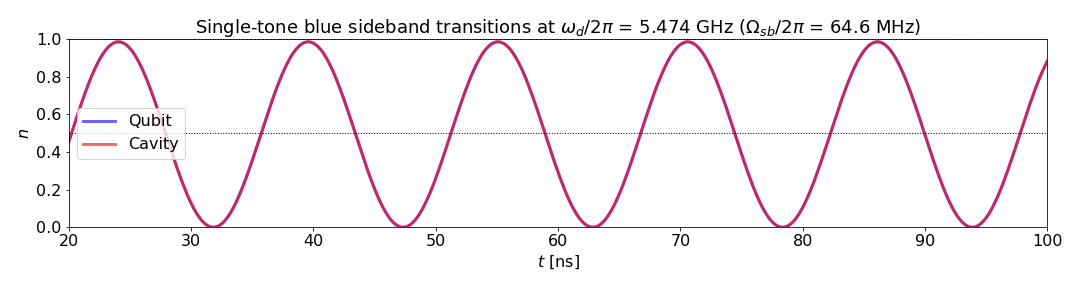 Single-tone blue sideband transitions at ω_d/2π = 5.474 GHz (Ω_sb/2π = 64.6 MHz)
1.0
0.8
0.6
0.4
0.2
0.0
n
Qubit
Cavity
20 30 40 50 60 70 80 90 100
t [ns]